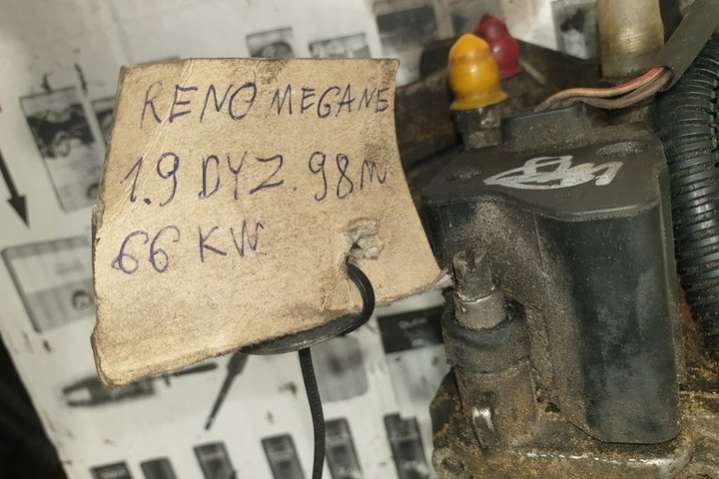 RENO MEGANE
1.9 DYZ. 98m
66 KW